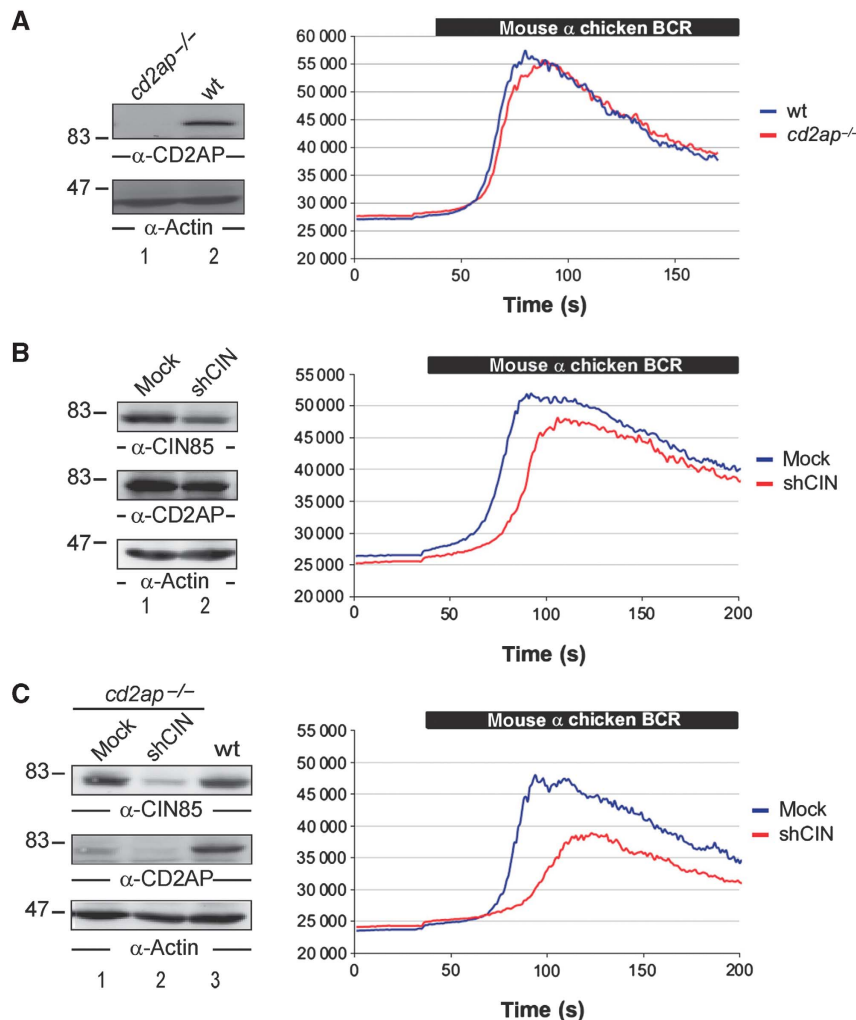 A
cd2ap−/−
wt
83
α-CD2AP
47
α-Actin
1 2
Mouse α chicken BCR
60 000
55 000
50 000
45 000
40 000
35 000
30 000
25 000
20 000
0 50 100 150
Time (s)
wt
cd2ap−/−
B
Mock
shCIN
83
α-CIN85
83
α-CD2AP
47
α-Actin
1 2
Mouse α chicken BCR
55 000
50 000
45 000
40 000
35 000
30 000
25 000
20 000
0 50 100 150 200
Time (s)
Mock
shCIN
C
cd2ap−/−
Mock
shCIN
wt
83
α-CIN85
83
α-CD2AP
47
α-Actin
1 2 3
Mouse α chicken BCR
55 000
50 000
45 000
40 000
35 000
30 000
25 000
20 000
0 50 100 150 200
Time (s)
Mock
shCIN